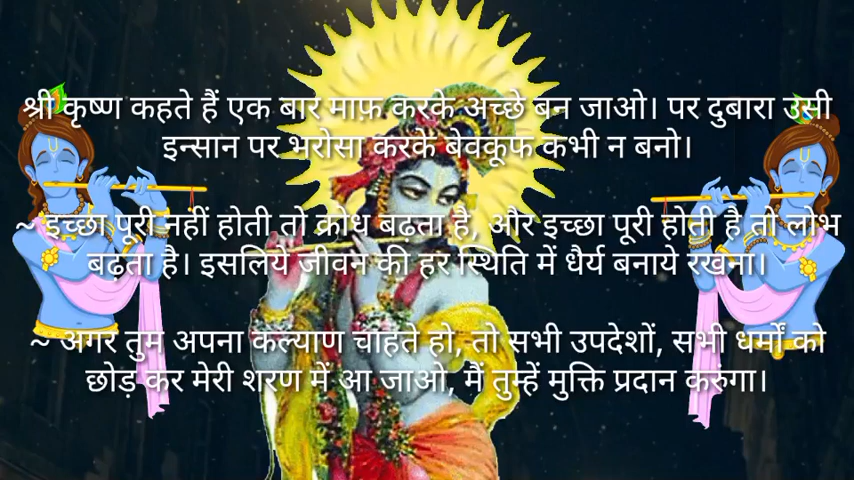 श्री कृष्ण कहते हैं एक बार माफ़ करके अच्छे बन जाओ। पर दुबारा उसी
इन्सान पर भरोसा करके बेवकूफ कभी न बनो।
~ इच्छा पूरी नहीं होती तो क्रोध बढता है, और इच्छा पूरी होती है तो लोभ
बढ़ता है। इसलिये जीवन की हर स्थिति में धैर्य बनाये रखना।
~ अगर तुम अपना कल्याण चाहते हो, तो सभी उपदेशों, सभी धर्मों को
छोड़ कर मेरी शरण में आ जाओ, मैं तुम्हें मुक्ति प्रदान करुंगा।